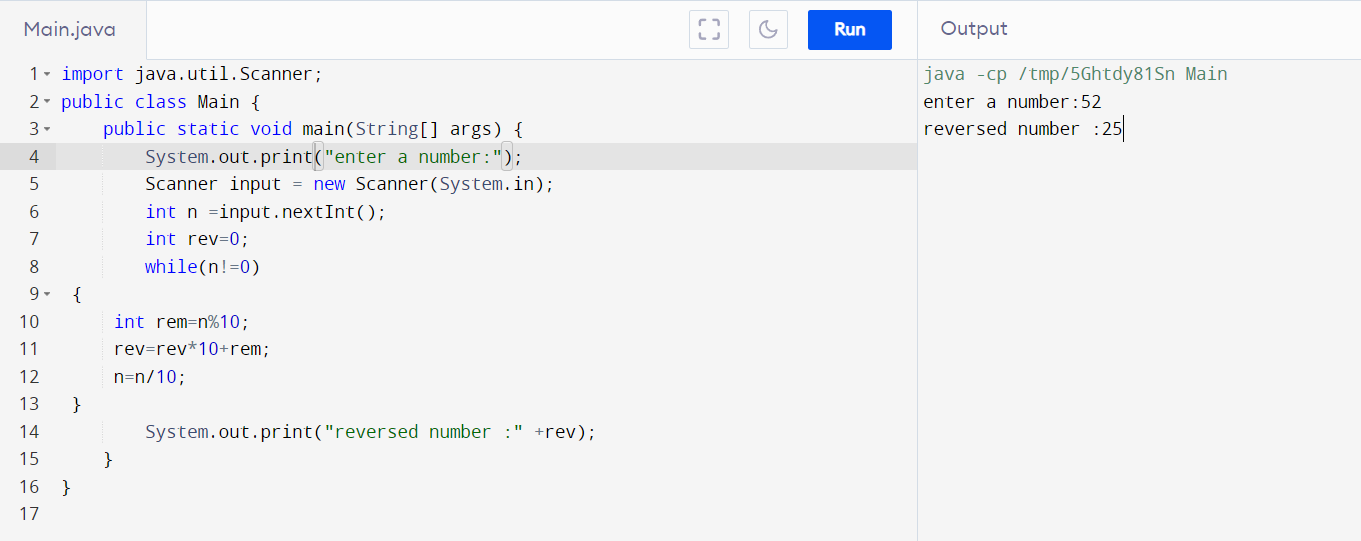 Main.java
Run
Output
1 import java.util.Scanner;
2 public class Main {
3     public static void main(String[] args) {
4         System.out.print("enter a number:");
5         Scanner input = new Scanner(System.in);
6         int n =input.nextInt();
7         int rev=0;
8         while(n!=0)
9  {
10      int rem=n%10;
11      rev=rev*10+rem;
12      n=n/10;
13  }
14         System.out.print("reversed number :" +rev);
15     }
16 }
17
java -cp /tmp/5Ghtdy81Sn Main
enter a number:52
reversed number :25